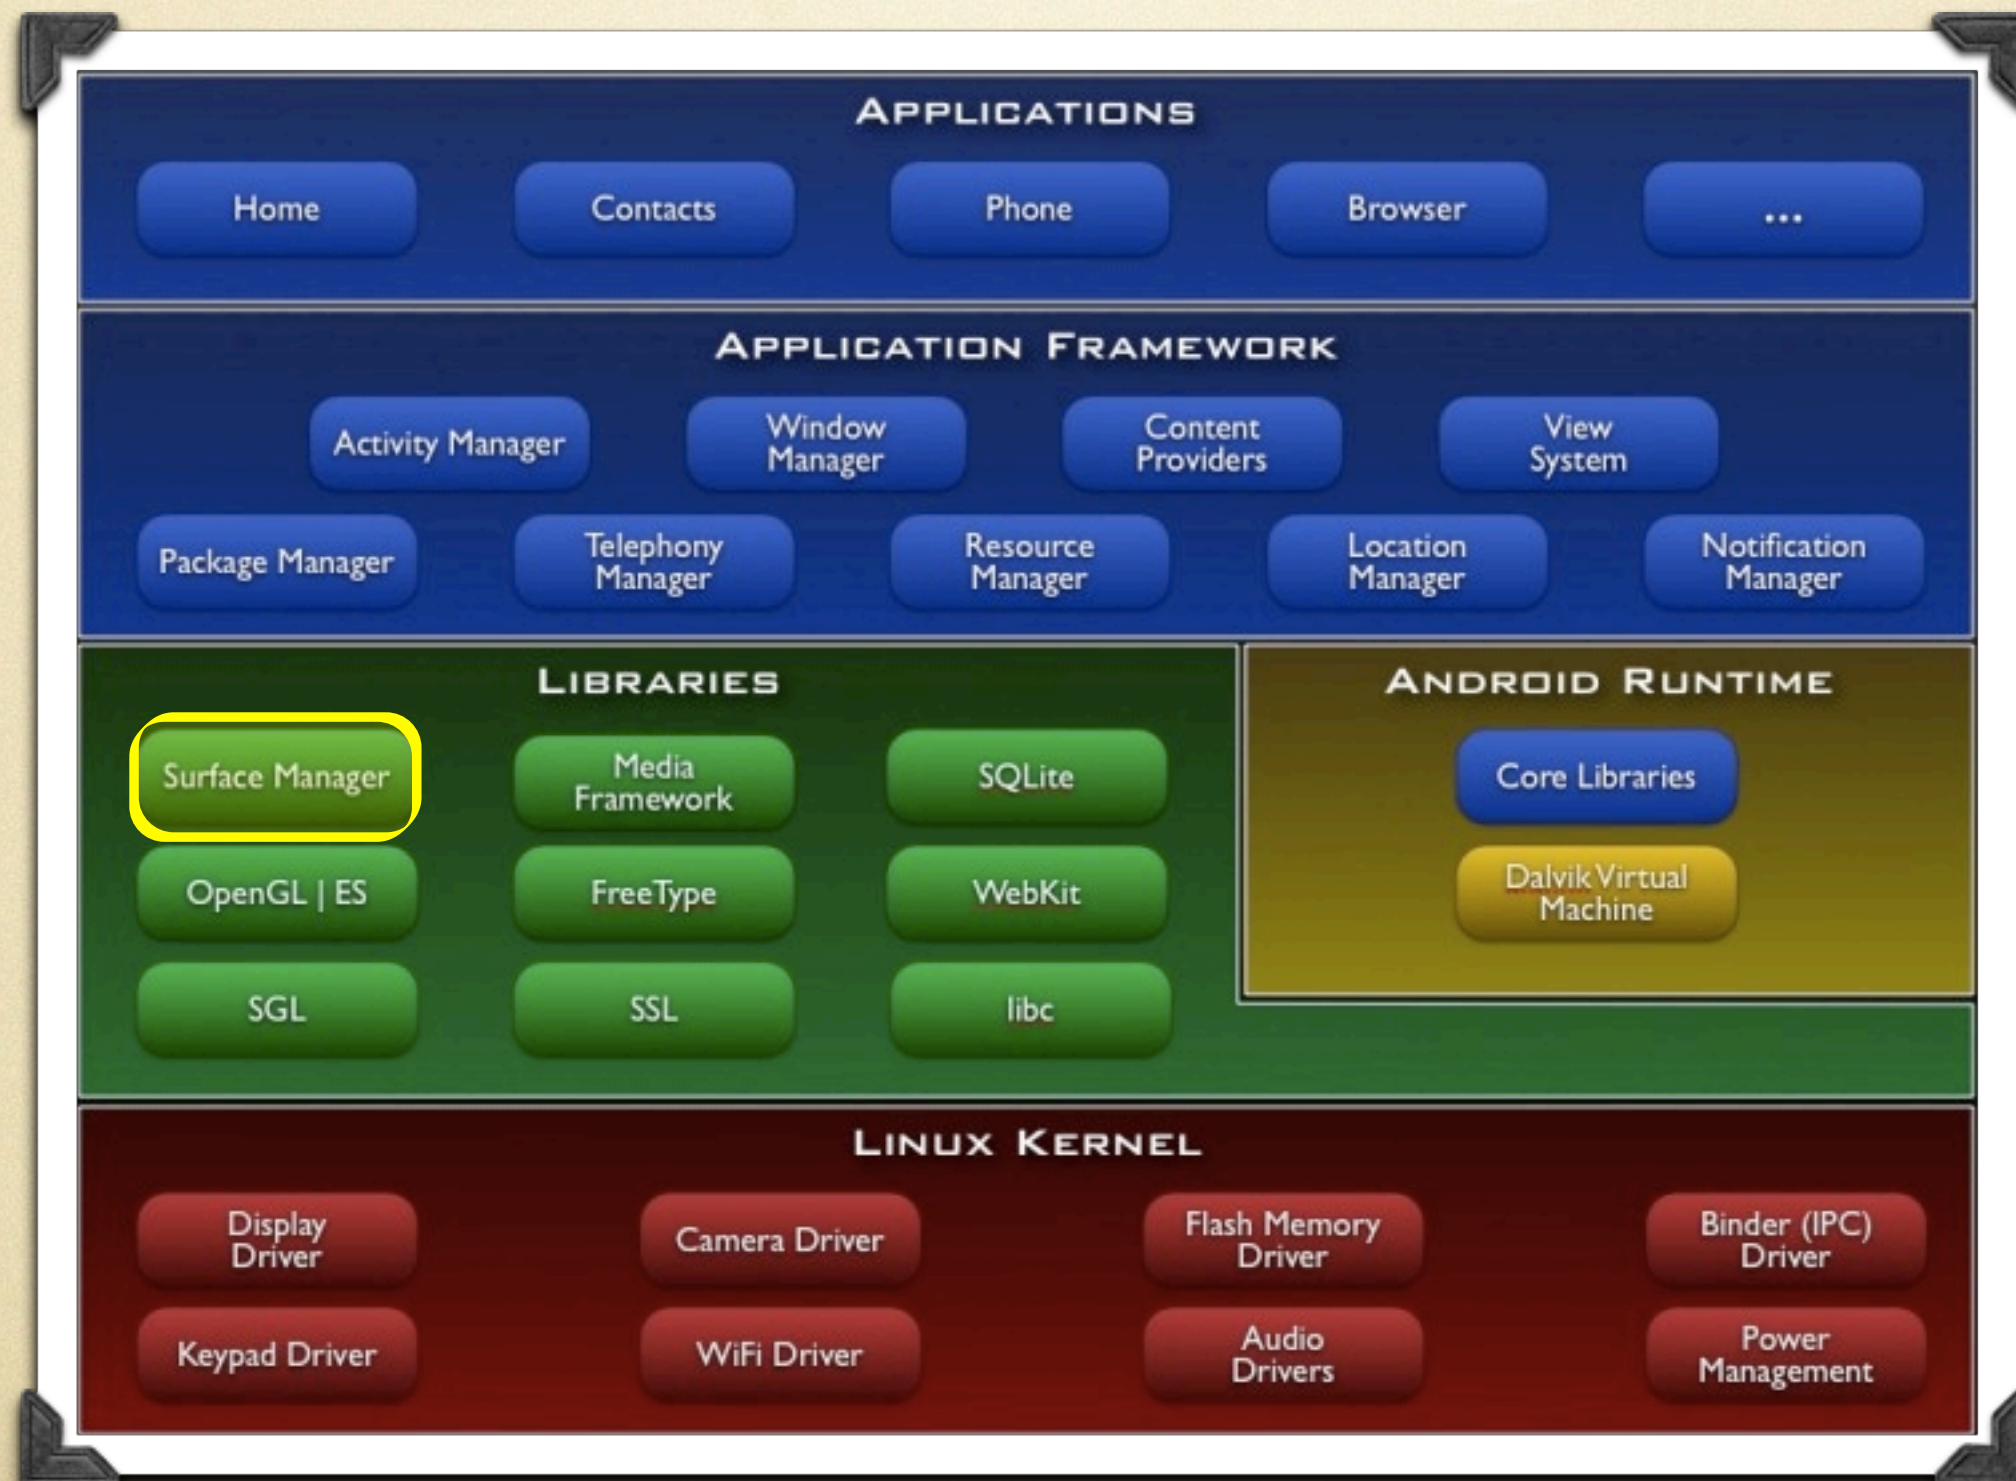 APPLICATIONS
Home
Contacts
Phone
Browser
...
APPLICATION FRAMEWORK
Activity Manager
Window
Manager
Content
Providers
View
System
Package Manager
Telephony
Manager
Resource
Manager
Location
Manager
Notification
Manager
LIBRARIES
Surface Manager
Media
Framework
SQLite
OpenGL | ES
FreeType
WebKit
SGL
SSL
libc
ANDROID RUNTIME
Core Libraries
Dalvik Virtual
Machine
LINUX KERNEL
Display
Driver
Camera Driver
Flash Memory
Driver
Binder (IPC)
Driver
Keypad Driver
WiFi Driver
Audio
Drivers
Power
Management